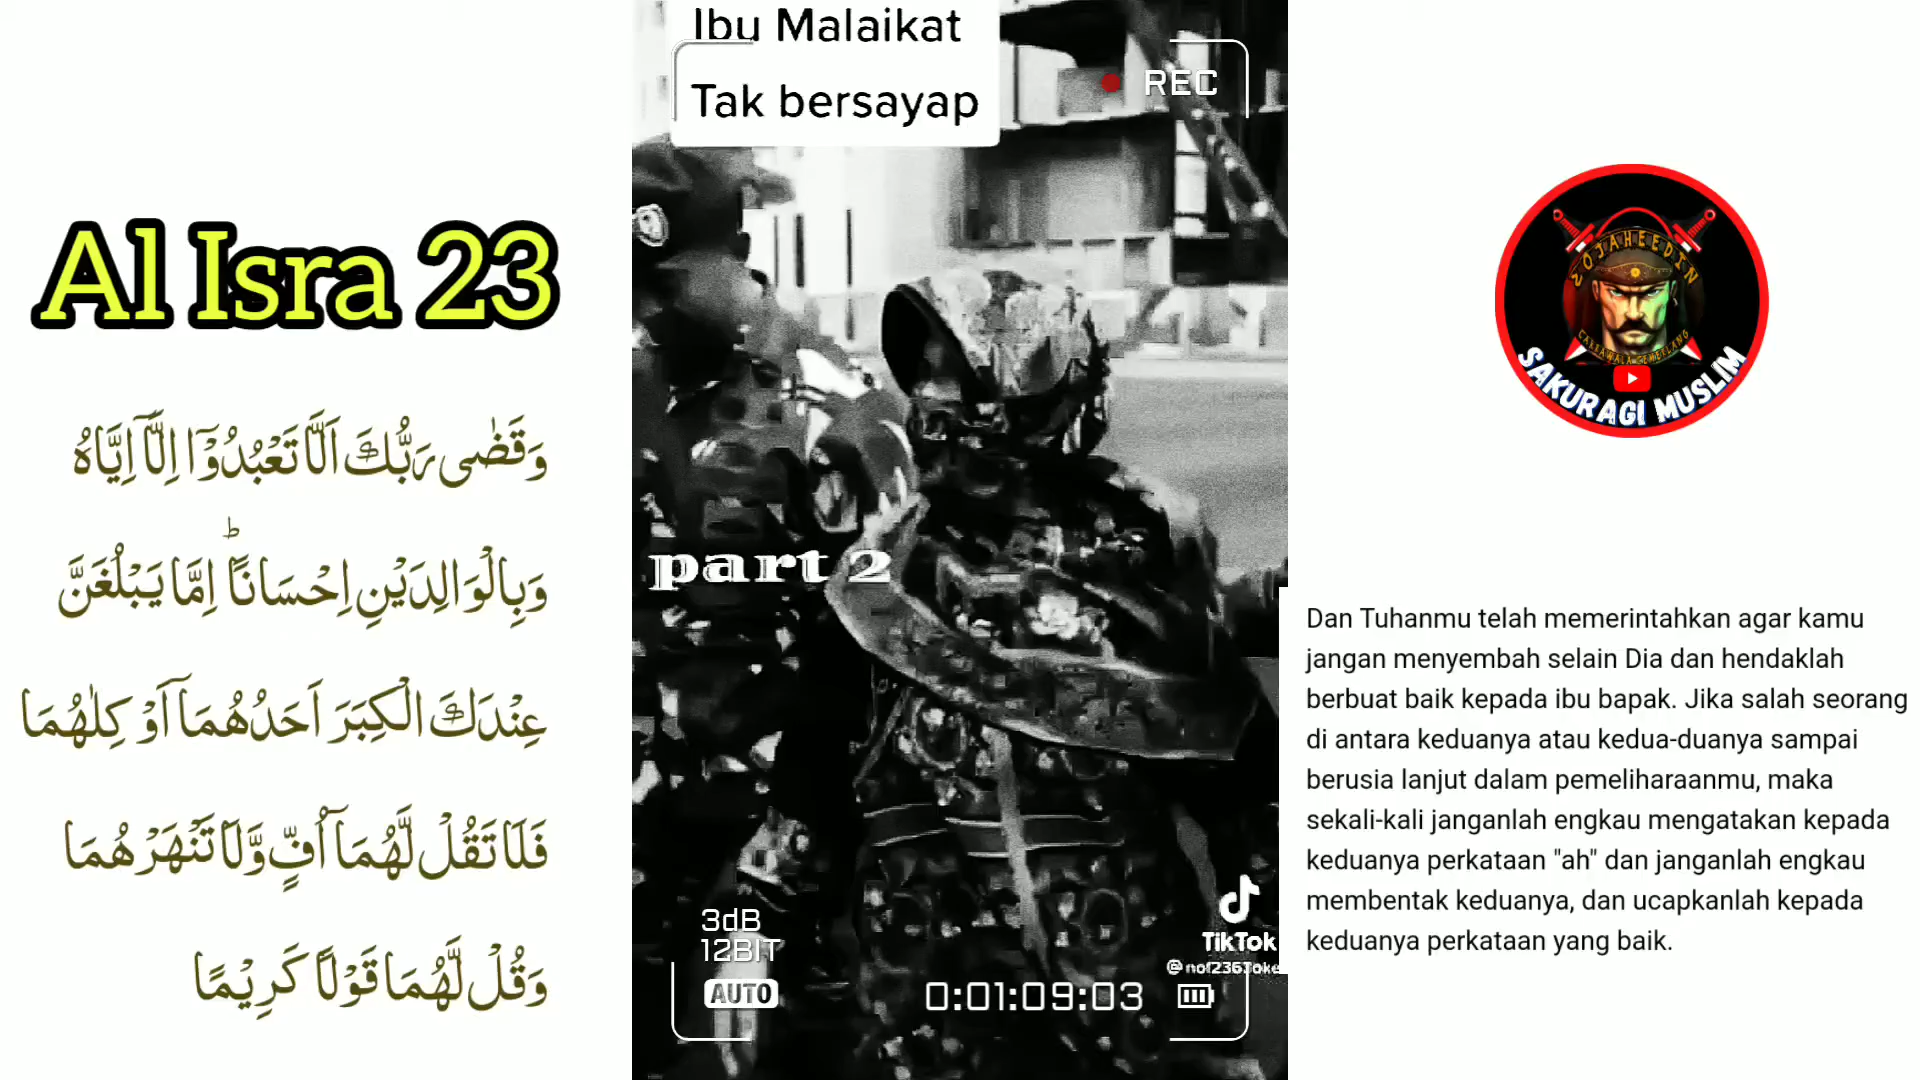 Al Isra 23
وَقَضٰى رَبُّكَ اَلَّا تَعْبُدُوْٓا اِلَّآ اِيَّاهُ
وَبِالْوَالِدَيْنِ اِحْسَانًاۗ اِمَّا يَبْلُغَنَّ
عِنْدَكَ الْكِبَرَ اَحَدُهُمَآ اَوْ كِلٰهُمَا
فَلَا تَقُلْ لَّهُمَآ اُفٍّ وَّلَا تَنْهَرْهُمَا
وَقُلْ لَّهُمَا قَوْلًا كَرِيْمًا
Ibu Malaikat
Tak bersayap
REC
part 2
3dB
12BIT
AUTO
0:01:09:03
TikTok
MOJAHEEDIN
CAKRAWALA GEMERLANG
SAKURAGI MUSLIM
Dan Tuhanmu telah memerintahkan agar kamu
jangan menyembah selain Dia dan hendaklah
berbuat baik kepada ibu bapak. Jika salah seorang
di antara keduanya atau kedua-duanya sampai
berusia lanjut dalam pemeliharaanmu, maka
sekali-kali janganlah engkau mengatakan kepada
keduanya perkataan "ah" dan janganlah engkau
membentak keduanya, dan ucapkanlah kepada
keduanya perkataan yang baik.